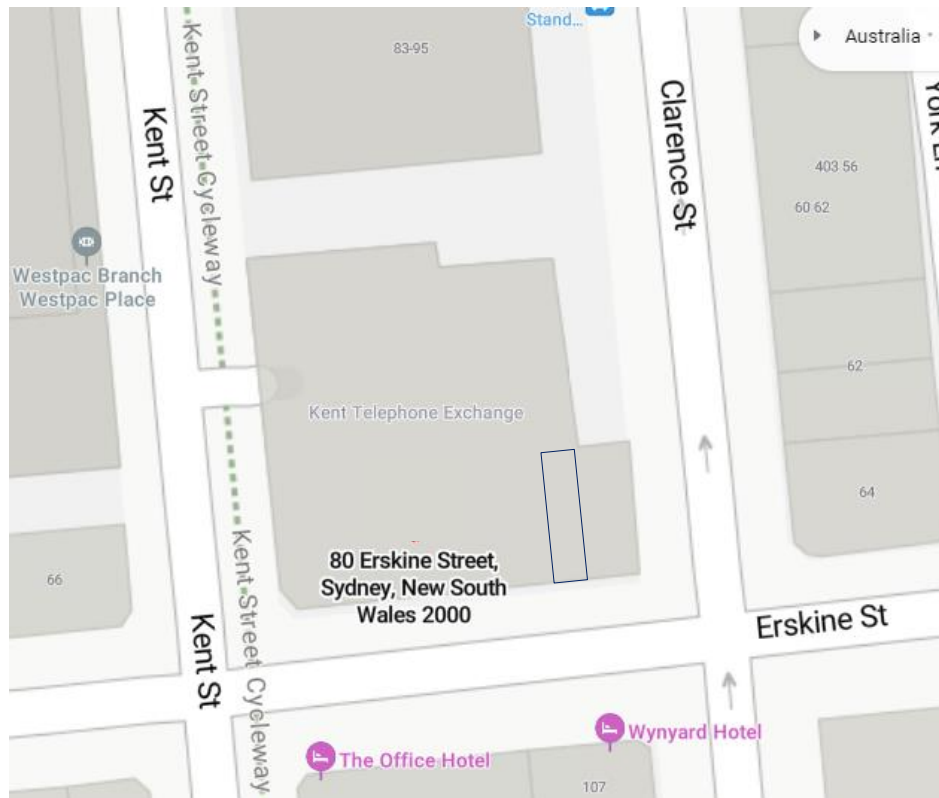 Stand...
83-95
Australia
Kent Street Cycleway
Kent St
Clarence St
403 56
60 62
Westpac Branch
Westpac Place
62
Kent Telephone Exchange
64
80 Erskine Street,
Sydney, New South
Wales 2000
66
Kent Street Cycleway
Kent St
Erskine St
Wynyard Hotel
The Office Hotel
107